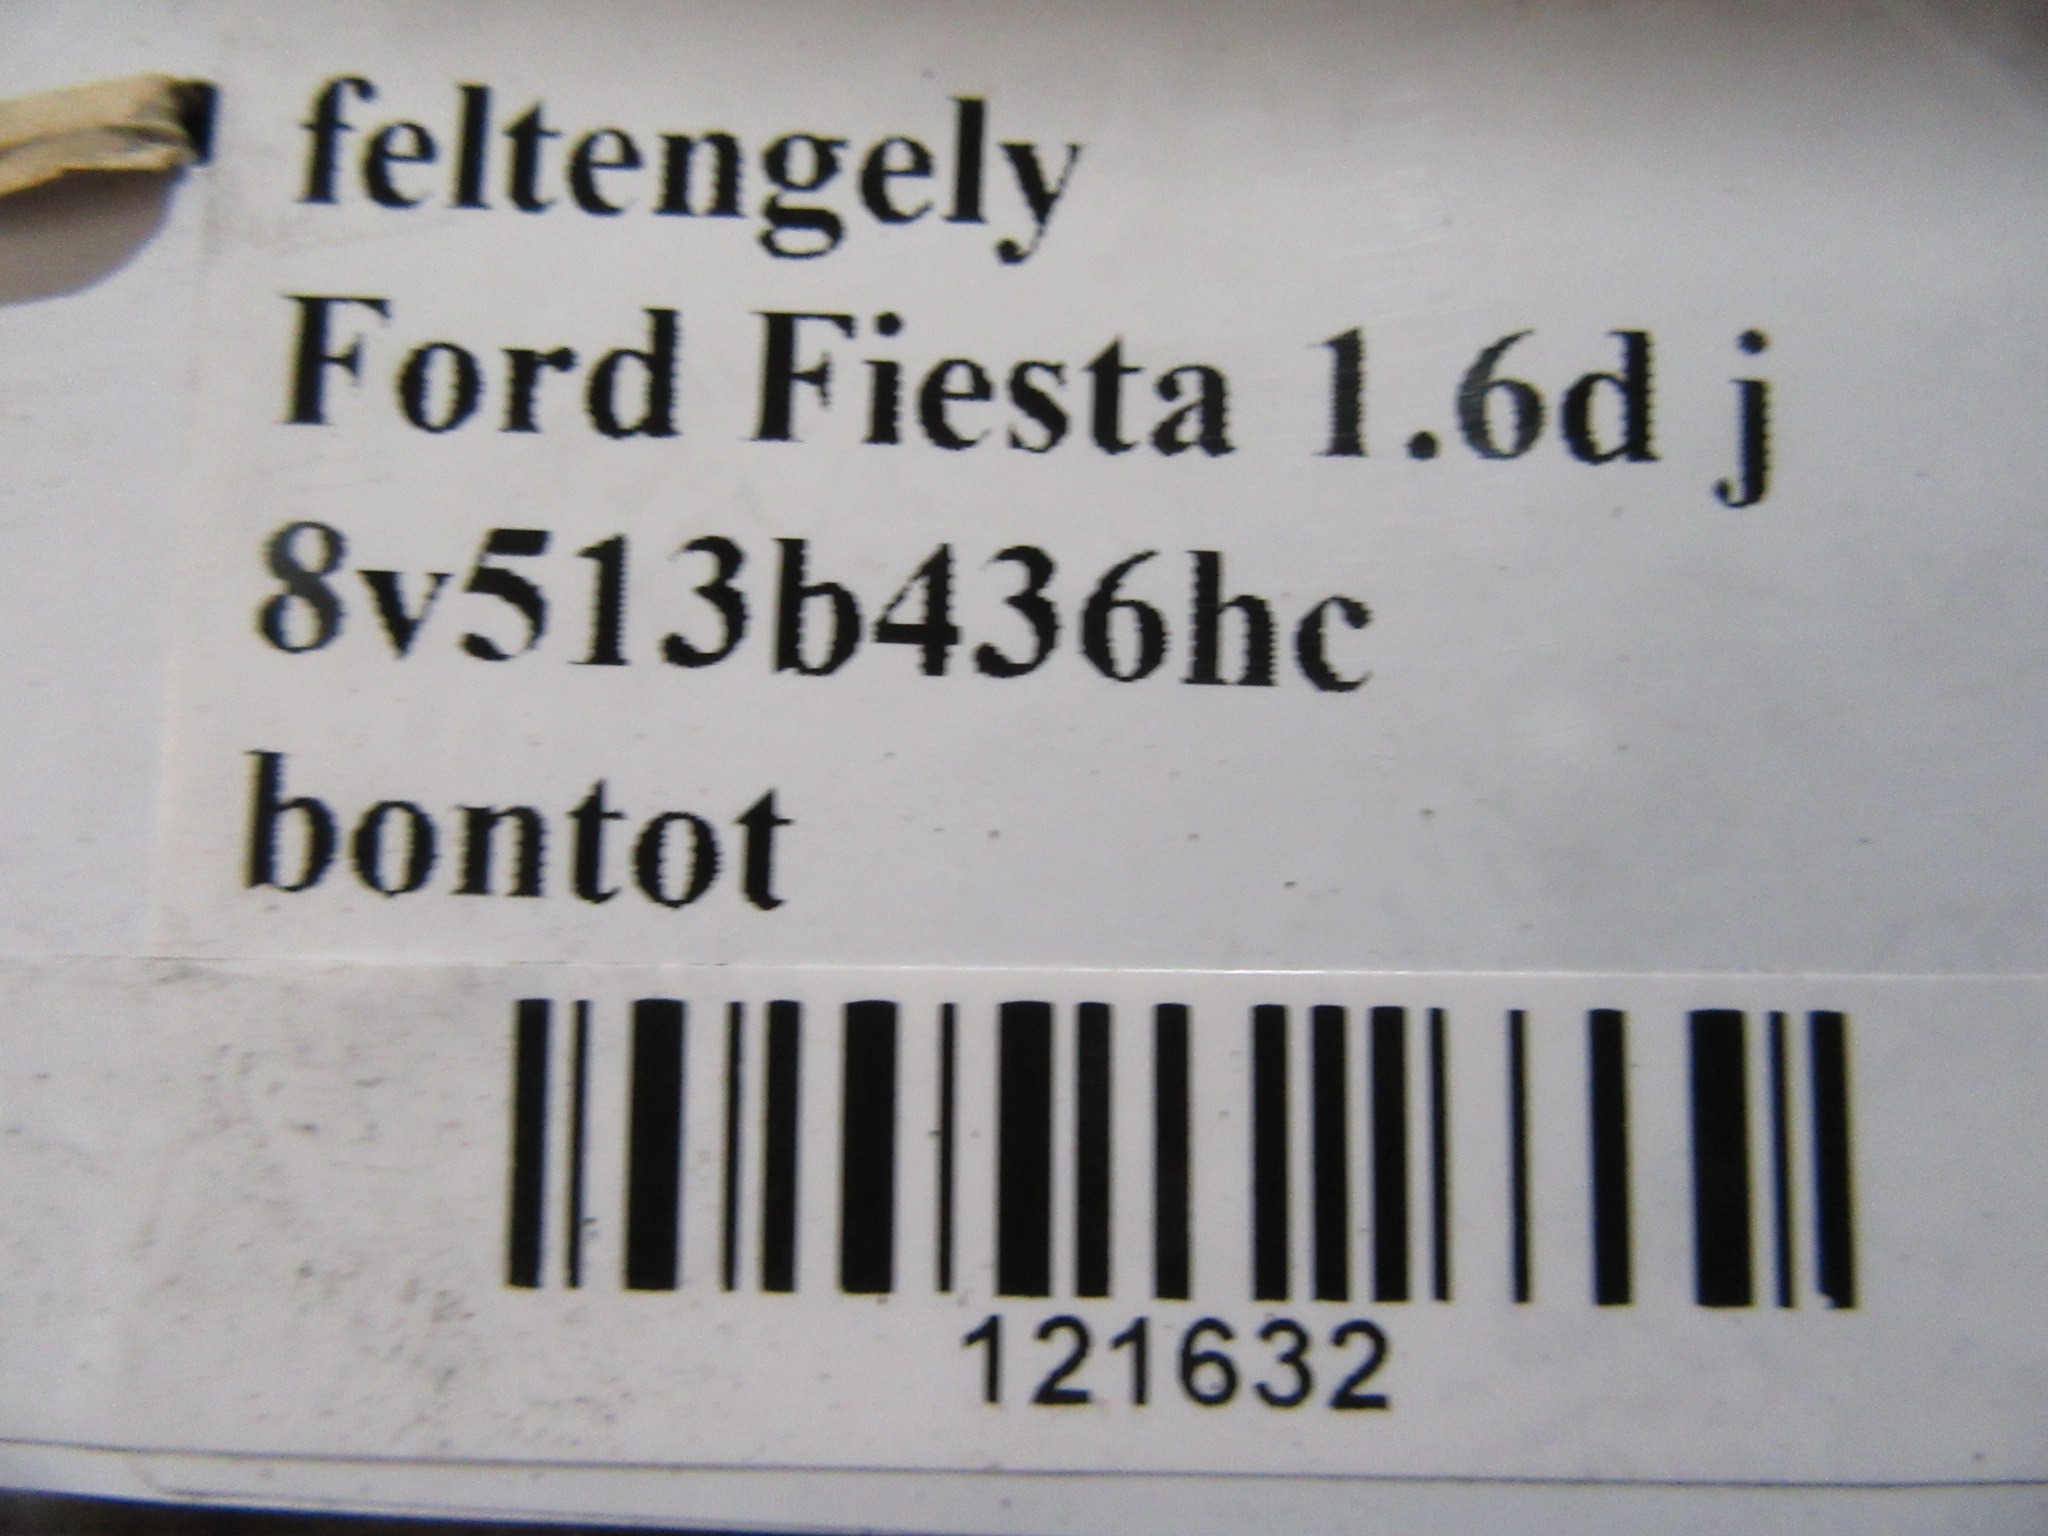 feltengely
Ford Fiesta 1.6d j
8v513b436hc
bontot
121632